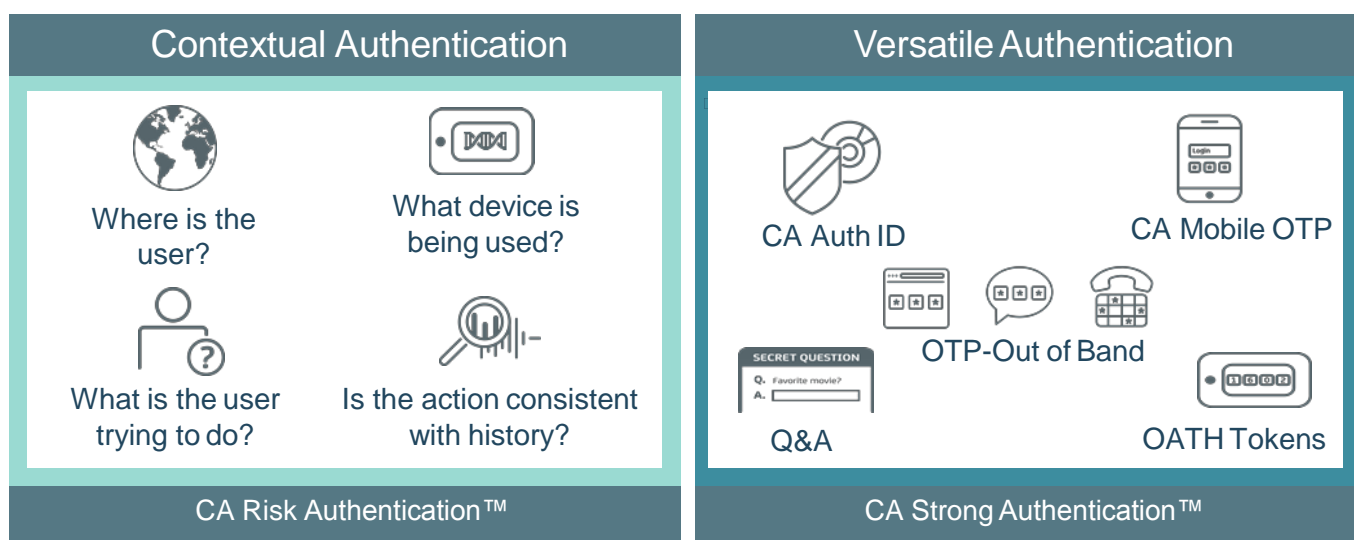 Contextual Authentication
Where is the
user?
What device is
being used?
What is the user
trying to do?
Is the action consistent
with history?
CA Risk Authentication™
Versatile Authentication
CA Auth ID
Login
CA Mobile OTP
OTP-Out of Band
SECRET QUESTION
Q. Favorite movie?
A.
Q&A
1602
OATH Tokens
CA Strong Authentication™